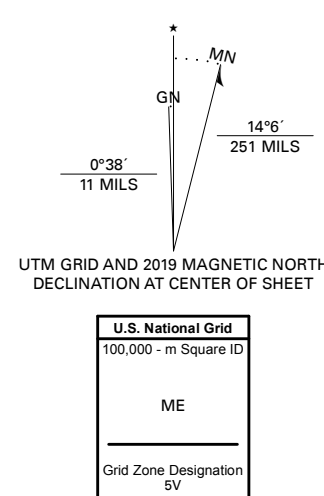 ★
MN
GN
14°6´
251 MILS
0°38´
11 MILS
UTM GRID AND 2019 MAGNETIC NORTH
DECLINATION AT CENTER OF SHEET
U.S. National Grid
100,000 - m Square ID
ME
Grid Zone Designation
5V